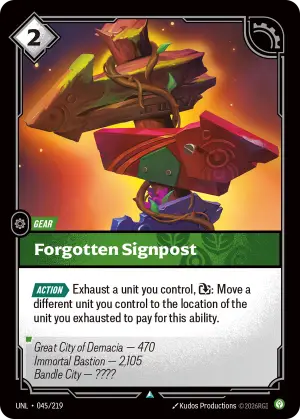 2
GEAR
Forgotten Signpost
ACTION Exhaust a unit you control, : Move a
different unit you control to the location of the
unit you exhausted to pay for this ability.
Great City of Demacia — 470
Immortal Bastion — 2,105
Bandle City — ????
UNL • 045/219
Kudos Productions ©2026RGI